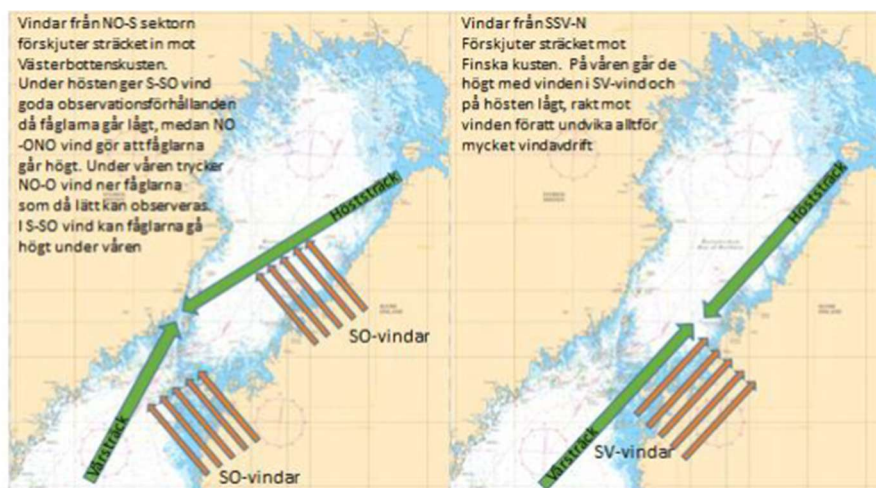 Vindar från NO-S sektorn
förskjuter sträcket in mot
Västerbottenskusten.
Under hösten ger S-SO vind
goda observationsförhållanden
då fåglarna går lågt, medan NO
-ONO vind gör att fåglarna
går högt. Under våren trycker
NO-O vind ner fåglarna
som då lätt kan observeras.
I S-SO vind kan fåglarna gå
högt under våren
Höststräck
SO-vindar
Vårsträck
SO-vindar
Vindar från SSV-N
Förskjuter sträcket mot
Finska kusten. På våren går de
högt med vinden i SV-vind och
på hösten lågt, rakt mot
vinden föratt undvika alltför
mycket vindavdrift
Höststräck
SV-vindar
Vårsträck